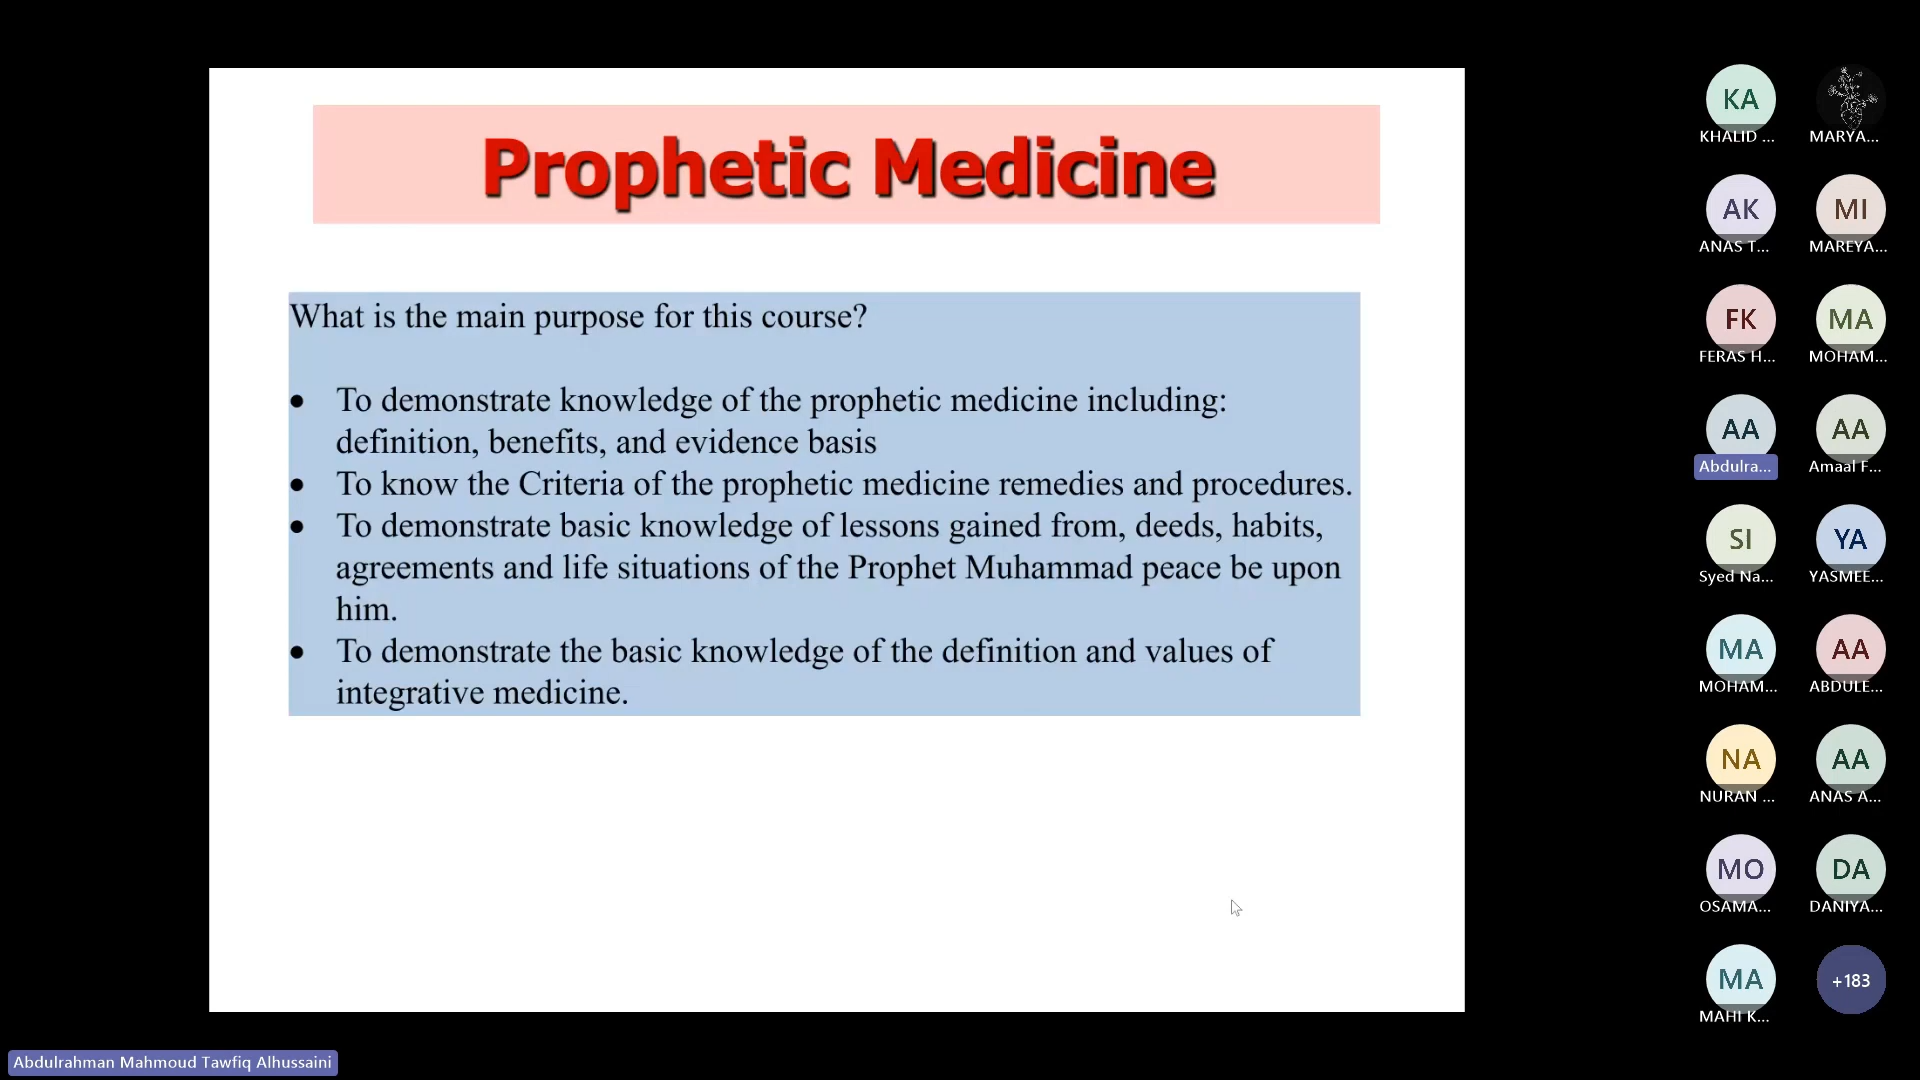 Prophetic Medicine
What is the main purpose for this course?
• To demonstrate knowledge of the prophetic medicine including:
definition, benefits, and evidence basis
• To know the Criteria of the prophetic medicine remedies and procedures.
• To demonstrate basic knowledge of lessons gained from, deeds, habits,
agreements and life situations of the Prophet Muhammad peace be upon
him.
• To demonstrate the basic knowledge of the definition and values of
integrative medicine.
KA
KHALID ...
MARYA...
AK
ANAS T...
MI
MAREYA...
FK
FERAS H...
MA
MOHAM...
AA
Abdulra...
AA
Amaal F...
SI
Syed Na...
YA
YASMEE...
MA
MOHAM...
AA
ABDULE...
NA
NURAN ...
AA
ANAS A...
MO
OSAMA...
DA
DANIYA...
MA
MAHI K...
+183
Abdulrahman Mahmoud Tawfiq Alhussaini